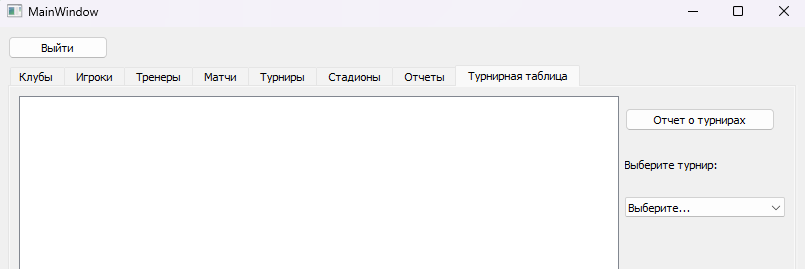 MainWindow
Выйти
Клубы Игроки Тренеры Матчи Турниры Стадионы Отчеты Турнирная таблица
Отчет о турнирах
Выберите турнир:
Выберите...